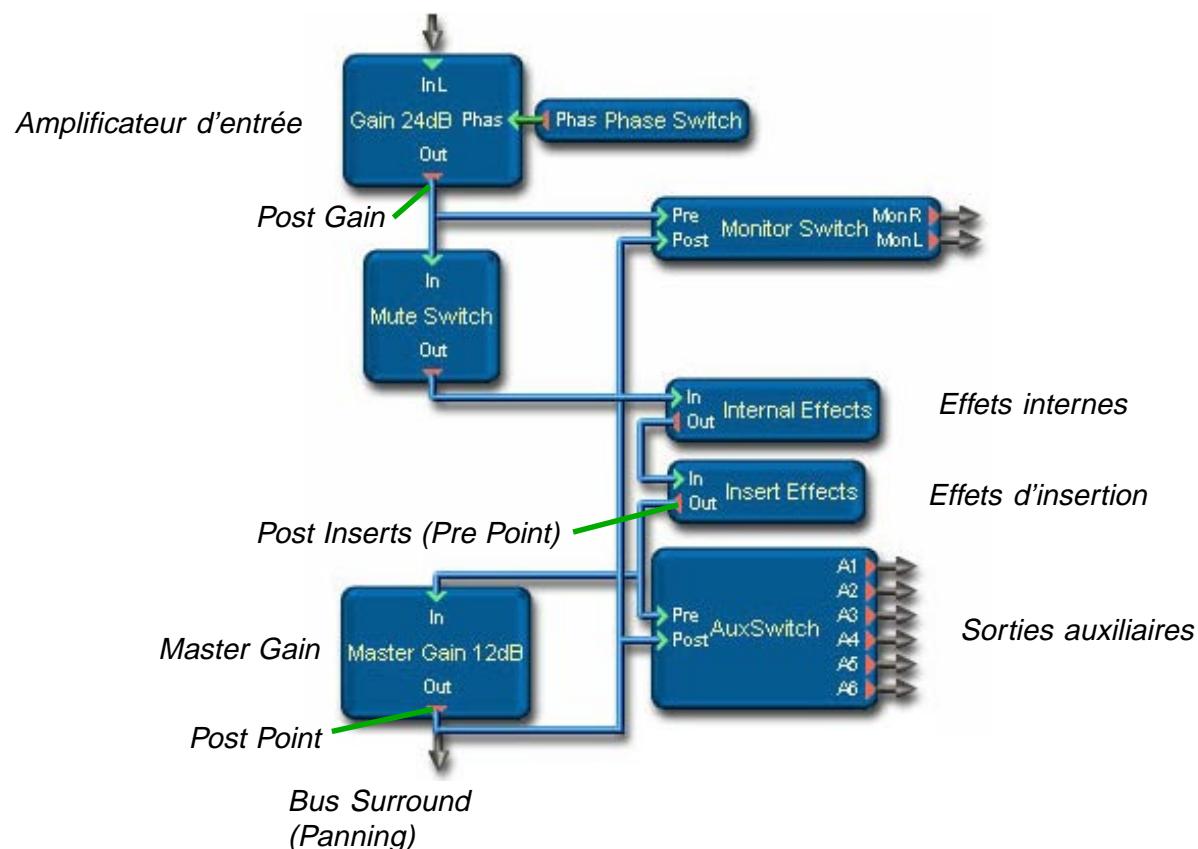 InL
Amplificateur d'entrée
Gain 24dB Phas
Phas Phase Switch
Out
Post Gain
Pre
Post
Monitor Switch
MonR
MonL
In
Mute Switch
Out
In
Out
Internal Effects
Effets internes
In
Out
Insert Effects
Effets d'insertion
Post Inserts (Pre Point)
Master Gain
In
Master Gain 12dB
Out
Pre
Post
AuxSwitch
A1
A2
A3
A4
A5
A6
Sorties auxiliaires
Post Point
Bus Surround
(Panning)